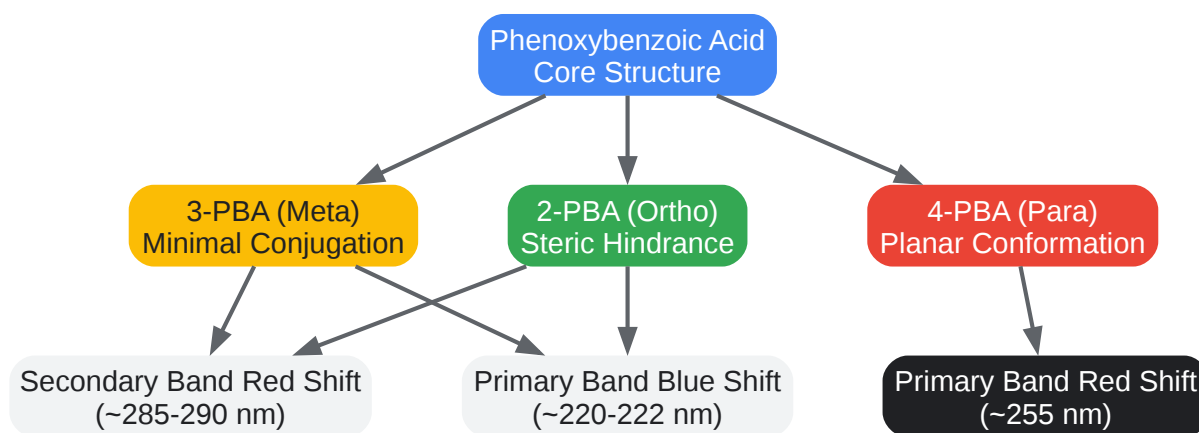 Phenoxybenzoic Acid
Core Structure
3-PBA (Meta)
Minimal Conjugation
2-PBA (Ortho)
Steric Hindrance
4-PBA (Para)
Planar Conformation
Secondary Band Red Shift
(~285-290 nm)
Primary Band Blue Shift
(~220-222 nm)
Primary Band Red Shift
(~255 nm)